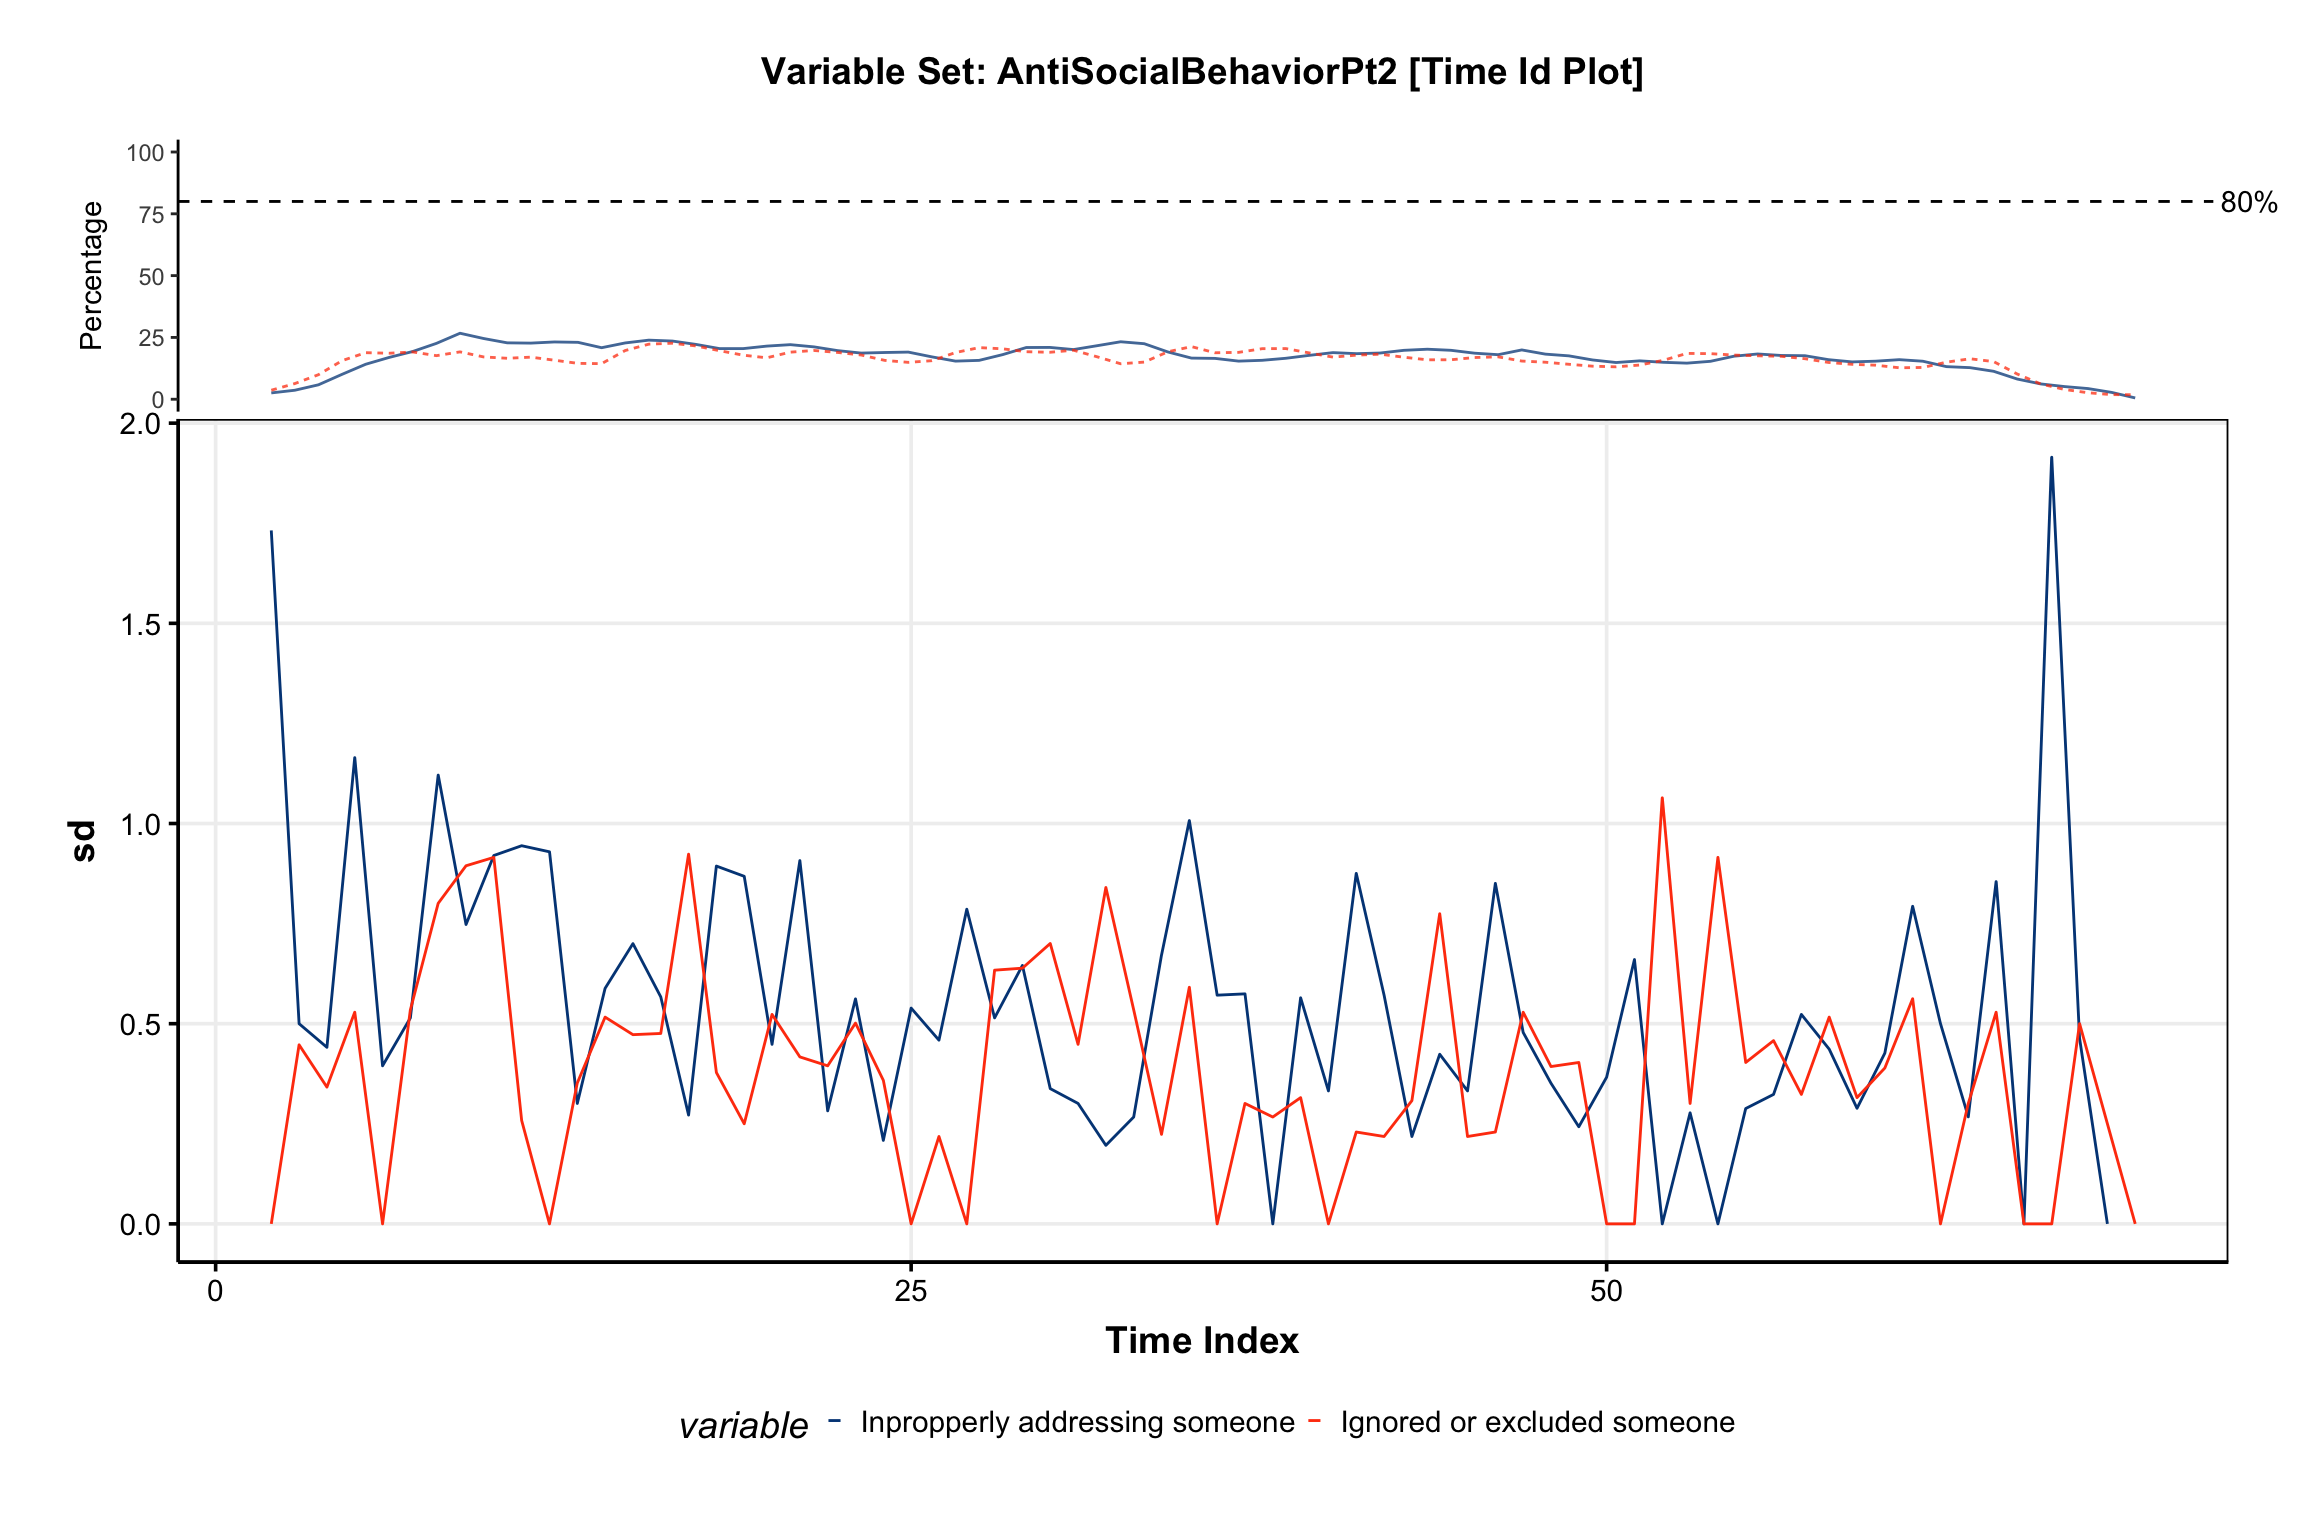 Variable Set: AntiSocialBehaviorPt2 [Time Id Plot]
Percentage
100
75
50
25
0
80%
sd
2.0
1.5
1.0
0.5
0.0
0 25 50
Time Index
variable Inpropperly addressing someone Ignored or excluded someone